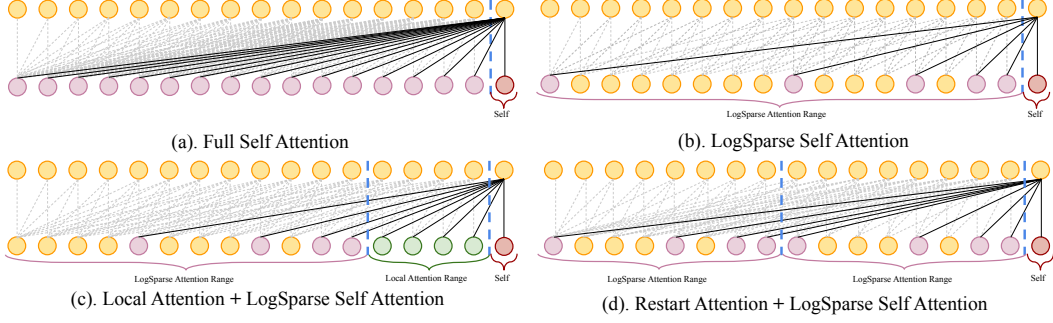 Self
(a). Full Self Attention
LogSparse Attention Range
Self
(b). LogSparse Self Attention
LogSparse Attention Range
Local Attention Range
Self
(c). Local Attention + LogSparse Self Attention
LogSparse Attention Range
LogSparse Attention Range
Self
(d). Restart Attention + LogSparse Self Attention